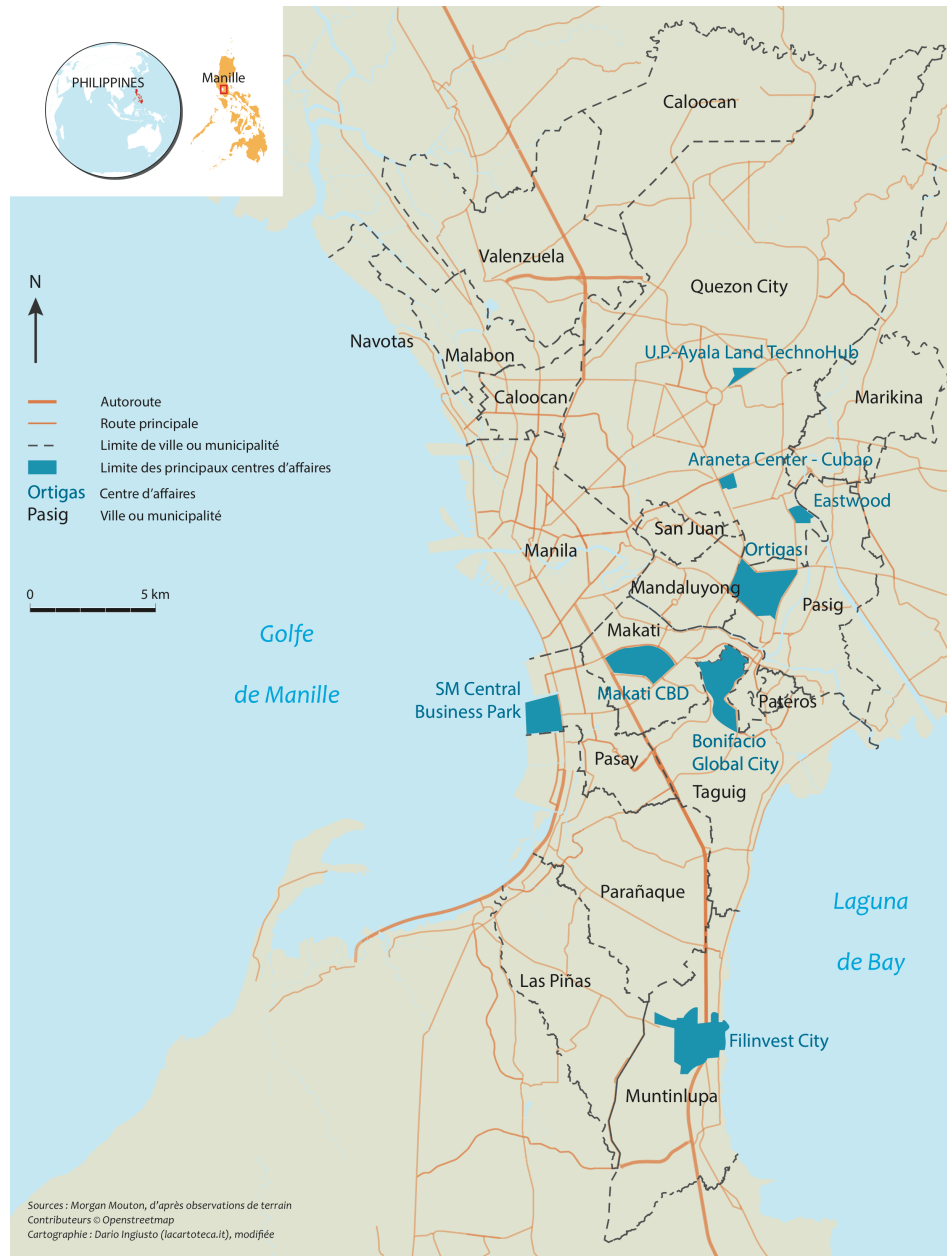 PHILIPPINES
Manille
Caloocan
Valenzuela
Quezon City
N
Navotas
Malabon
U.P.-Ayala Land TechnoHub
Caloocan
Marikina
Autoroute
Route principale
Limite de ville ou municipalité
Limite des principaux centres d'affaires
Ortigas Centre d'affaires
Pasig Ville ou municipalité
Araneta Center - Cubao
Eastwood
San Juan
Manila
Ortigas
Mandaluyong
Pasig
0 5 km
Golfe
de Manille
Makati
SM Central
Business Park
Makati CBD
Pateros
Bonifacio
Global City
Pasay
Taguig
Parañaque
Laguna
de Bay
Las Piñas
Filinvest City
Muntinlupa
Sources : Morgan Mouton, d'après observations de terrain
Contributeurs © Openstreetmap
Cartographie : Dario Ingiusto (lacartoteca.it), modifiée